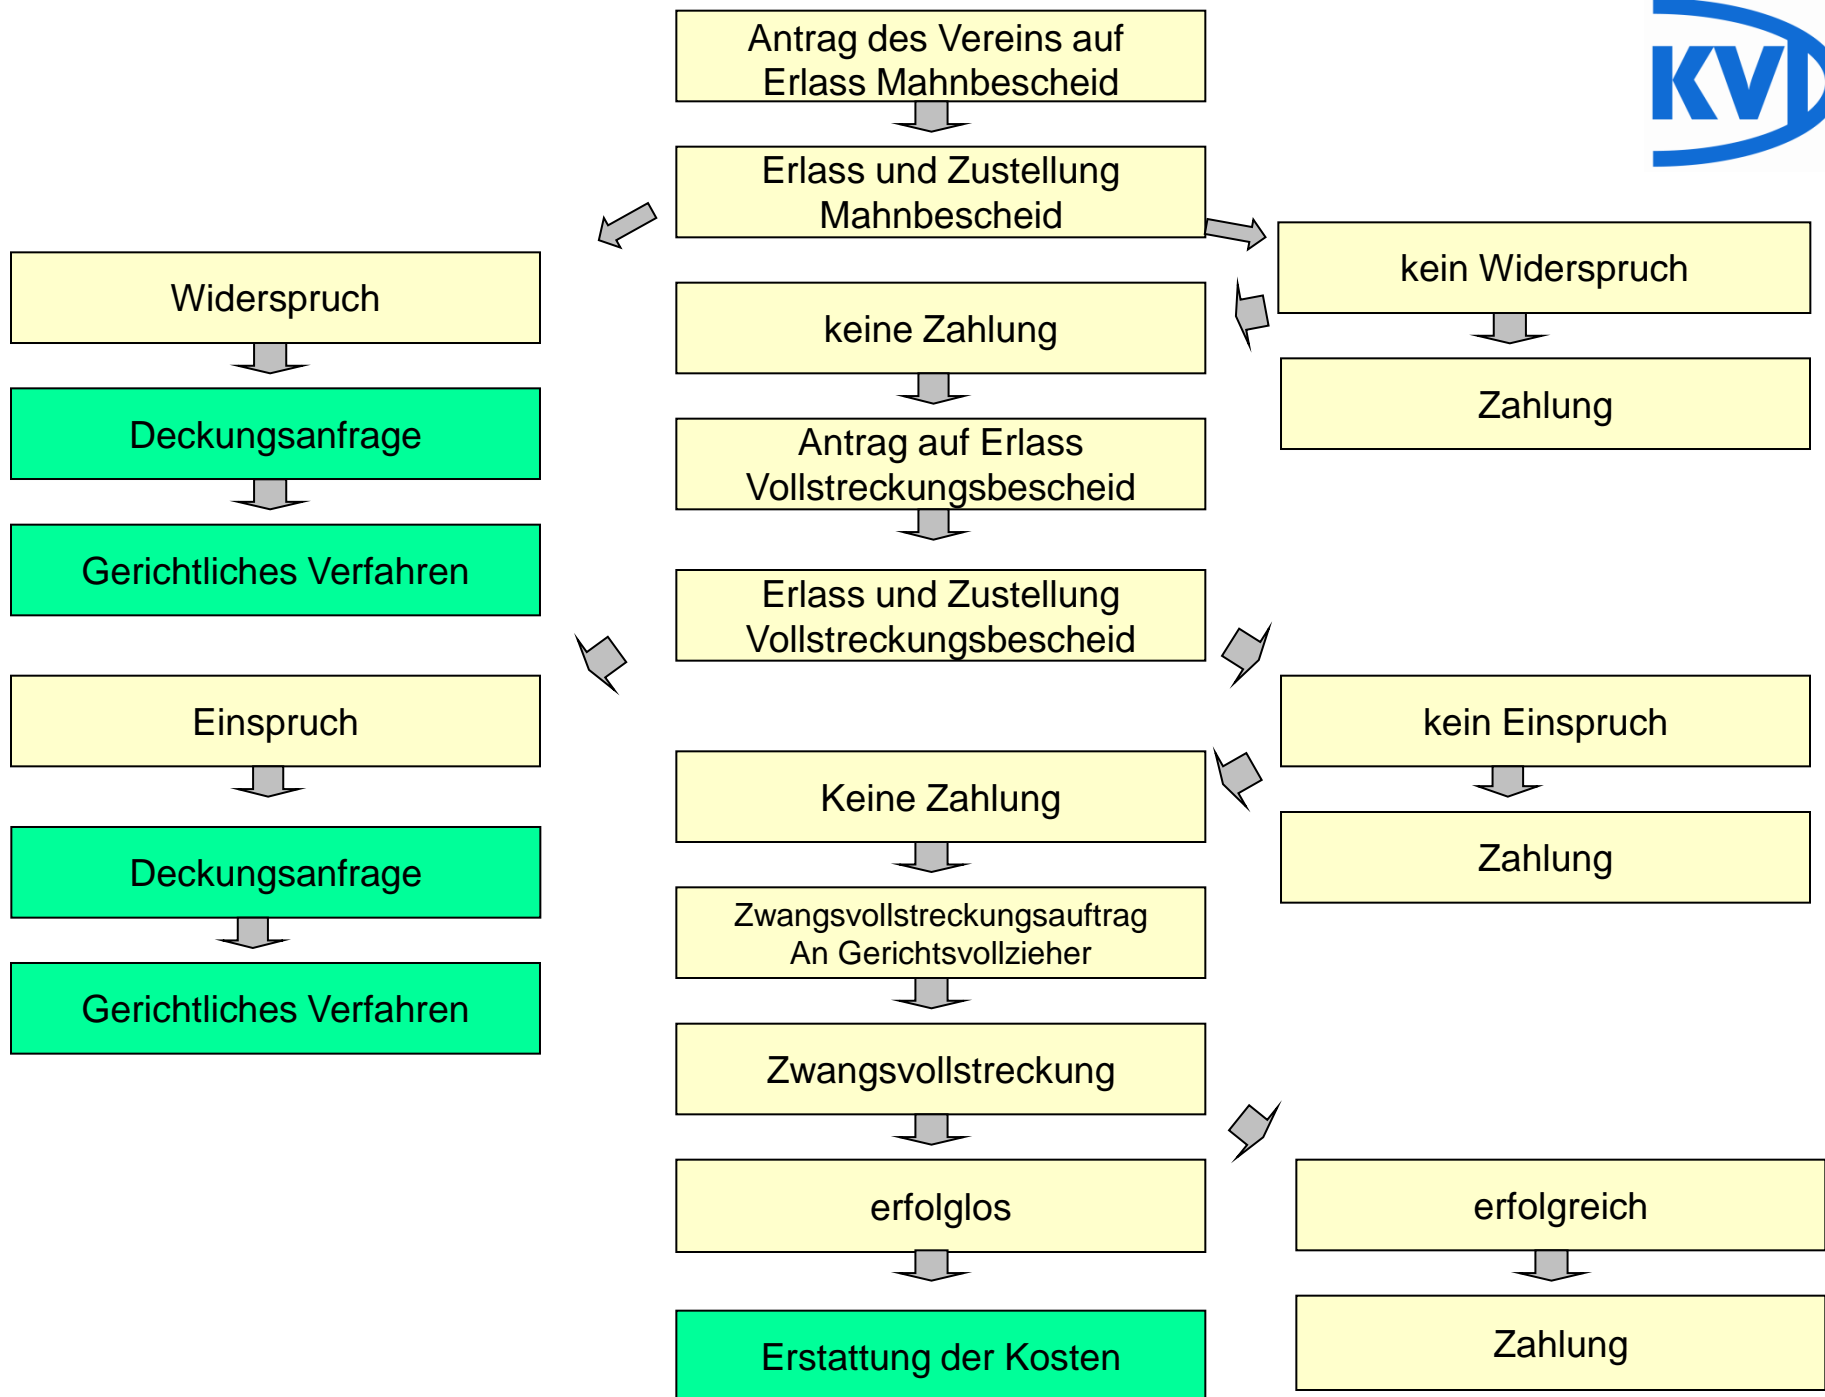 Antrag des Vereins auf
Erlass Mahnbescheid
KVD
Erlass und Zustellung
Mahnbescheid
kein Widerspruch
Widerspruch
keine Zahlung
Zahlung
Deckungsanfrage
Antrag auf Erlass
Vollstreckungsbescheid
Gerichtliches Verfahren
Erlass und Zustellung
Vollstreckungsbescheid
Einspruch
kein Einspruch
Keine Zahlung
Zahlung
Deckungsanfrage
Zwangsvollstreckungsauftrag
An Gerichtsvollzieher
Gerichtliches Verfahren
Zwangsvollstreckung
erfolglos
erfolgreich
Erstattung der Kosten
Zahlung